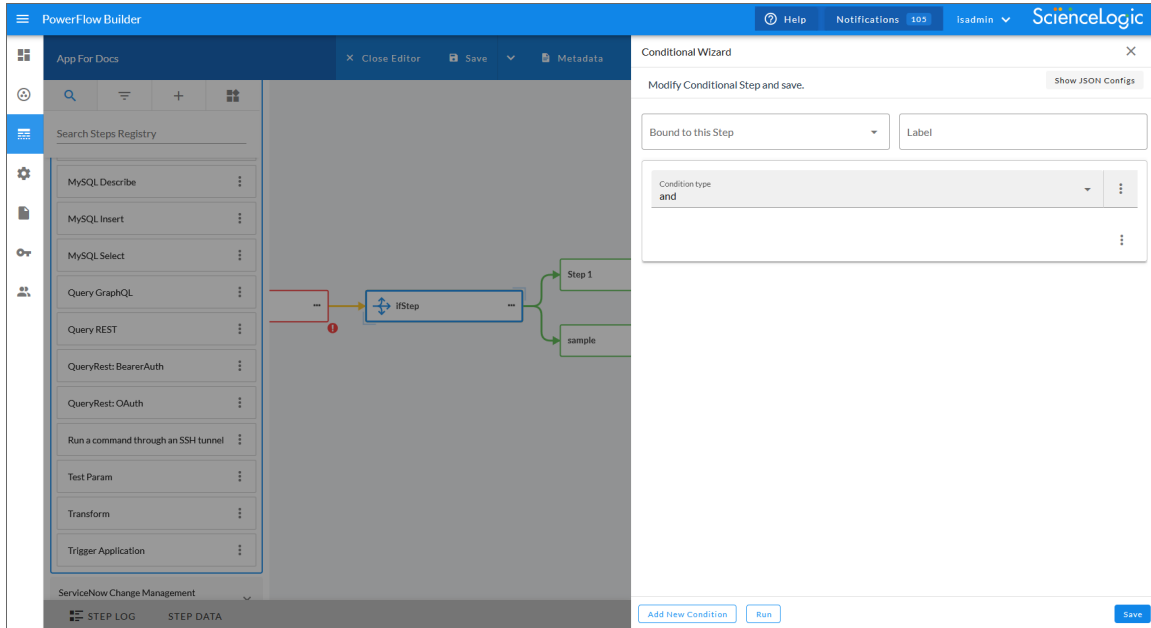 PowerFlow Builder
Help
Notifications 105
isadmin
ScienceLogic
App For Docs
Close Editor
Save
Metadata
Conditional Wizard
Modify Conditional Step and save.
Show JSON Configs
Search Steps Registry
Bound to this Step
Label
MySQL Describe
Condition type
and
MySQL Insert
MySQL Select
Query GraphQL
Step 1
ifStep
Query REST
sample
QueryRest: BearerAuth
QueryRest: OAuth
Run a command through an SSH tunnel
Test Param
Transform
Trigger Application
ServiceNow Change Management
STEP LOG
STEP DATA
Add New Condition
Run
Save